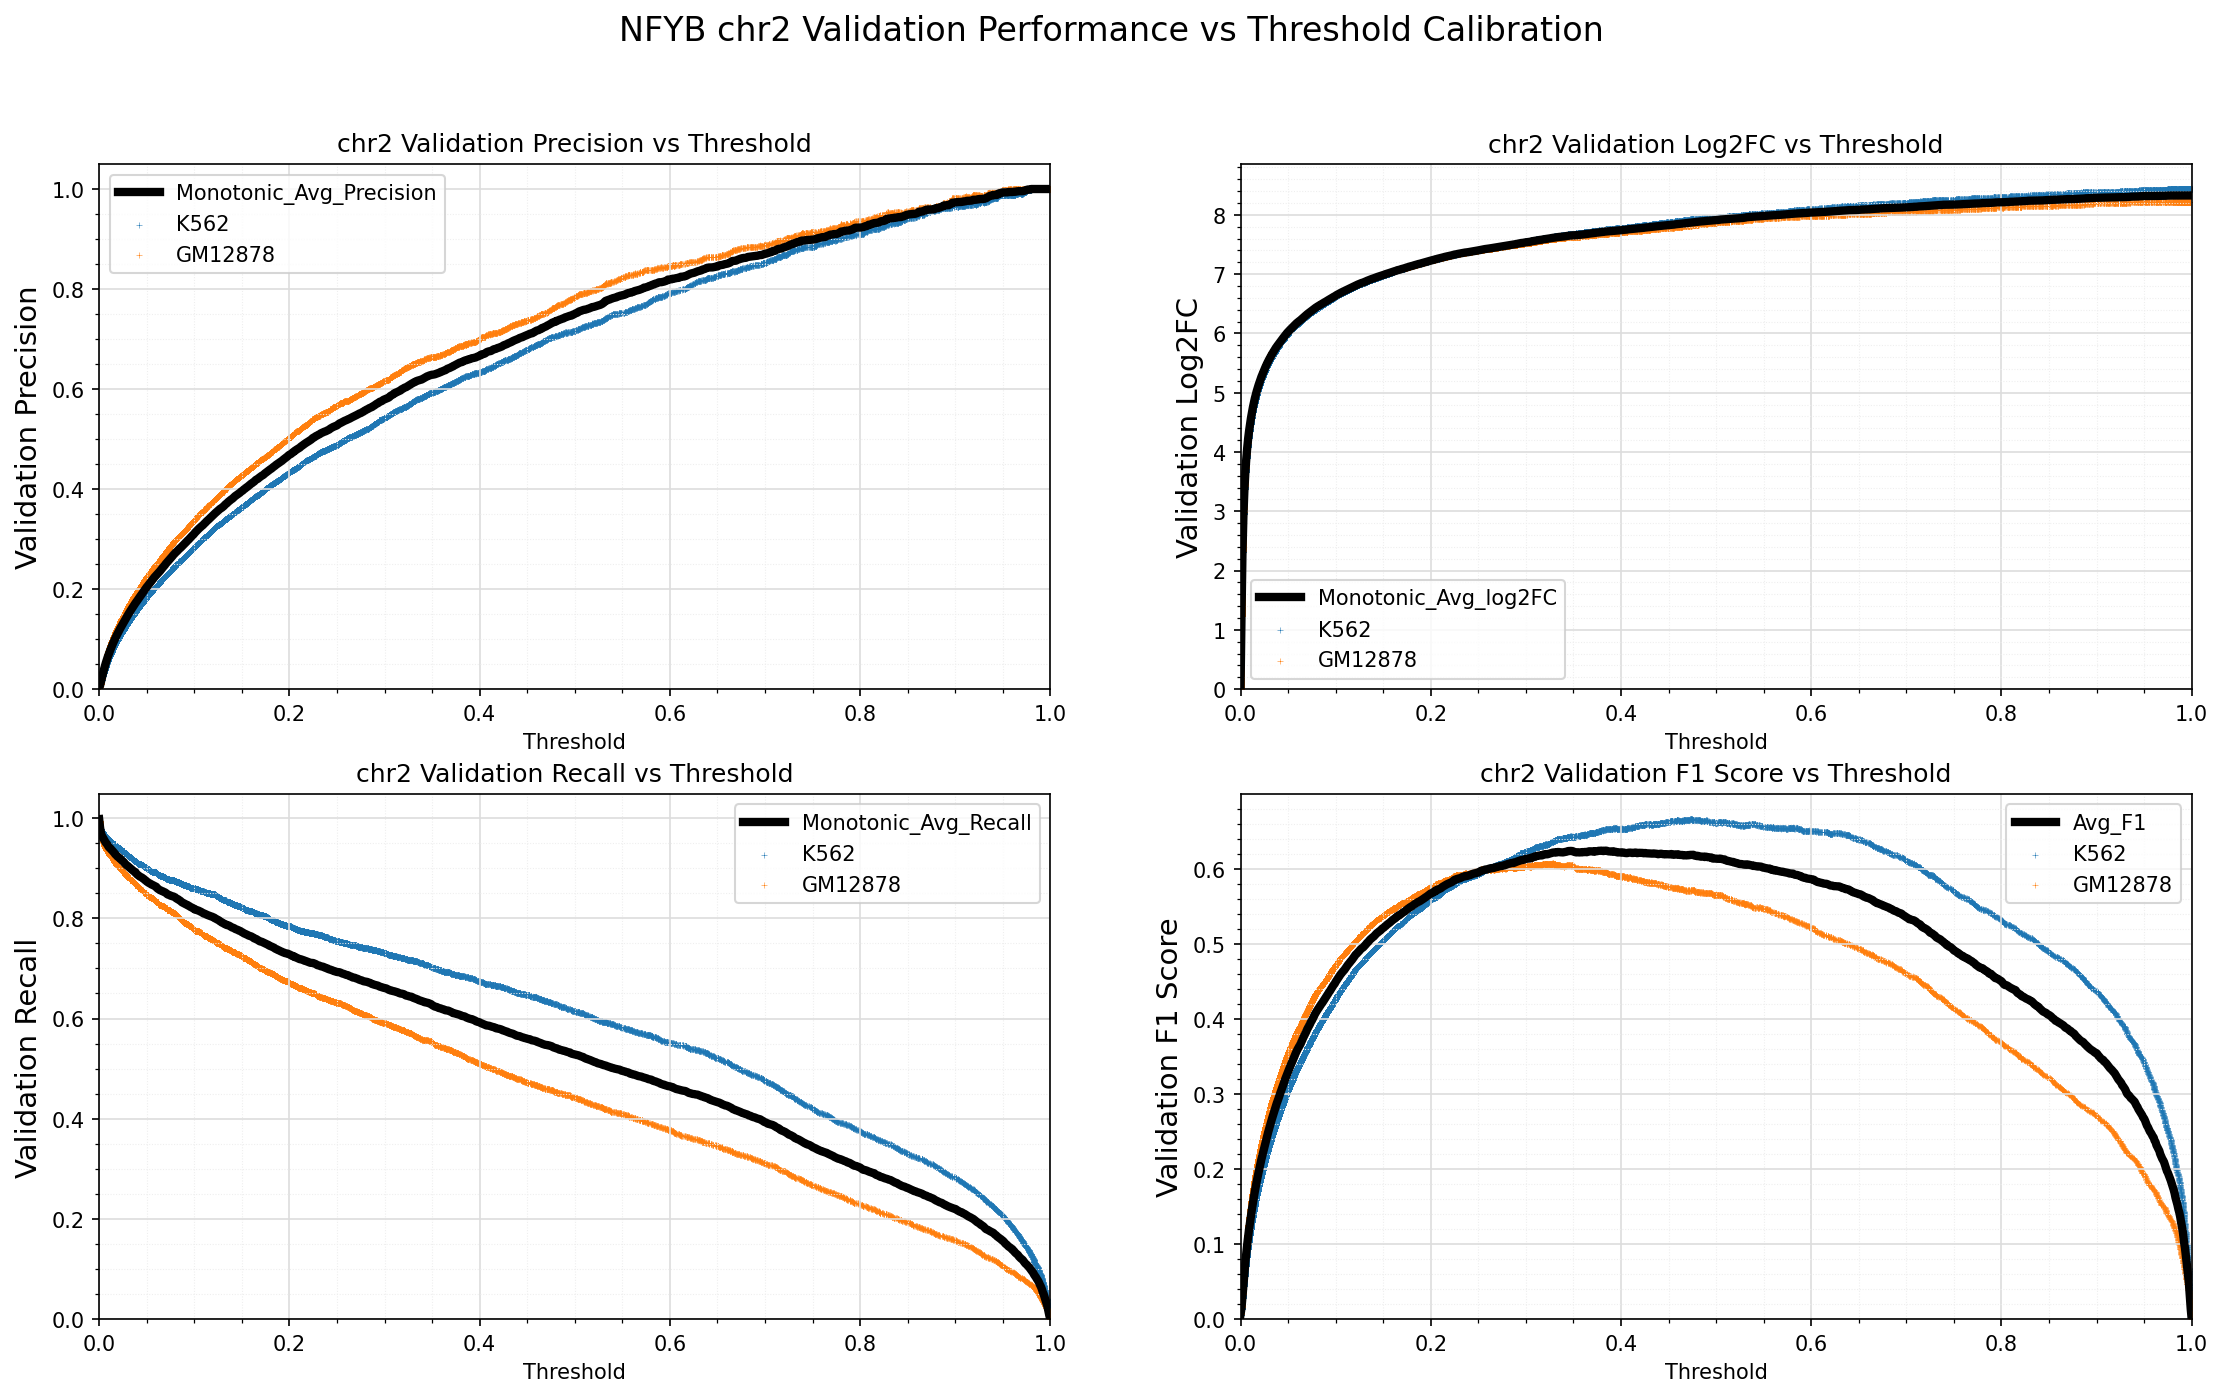 NFYB chr2 Validation Performance vs Threshold Calibration
chr2 Validation Precision vs Threshold
Validation Precision
1.0
0.8
0.6
0.4
0.2
0.0
Monotonic_Avg_Precision
K562
GM12878
0.0 0.2 0.4 0.6 0.8 1.0
Threshold
chr2 Validation Log2FC vs Threshold
Validation Log2FC
8
7
6
5
4
3
2
1
0
Monotonic_Avg_log2FC
K562
GM12878
0.0 0.2 0.4 0.6 0.8 1.0
Threshold
chr2 Validation Recall vs Threshold
Validation Recall
1.0
0.8
0.6
0.4
0.2
0.0
Monotonic_Avg_Recall
K562
GM12878
0.0 0.2 0.4 0.6 0.8 1.0
Threshold
chr2 Validation F1 Score vs Threshold
Validation F1 Score
0.6
0.5
0.4
0.3
0.2
0.1
0.0
Avg_F1
K562
GM12878
0.0 0.2 0.4 0.6 0.8 1.0
Threshold